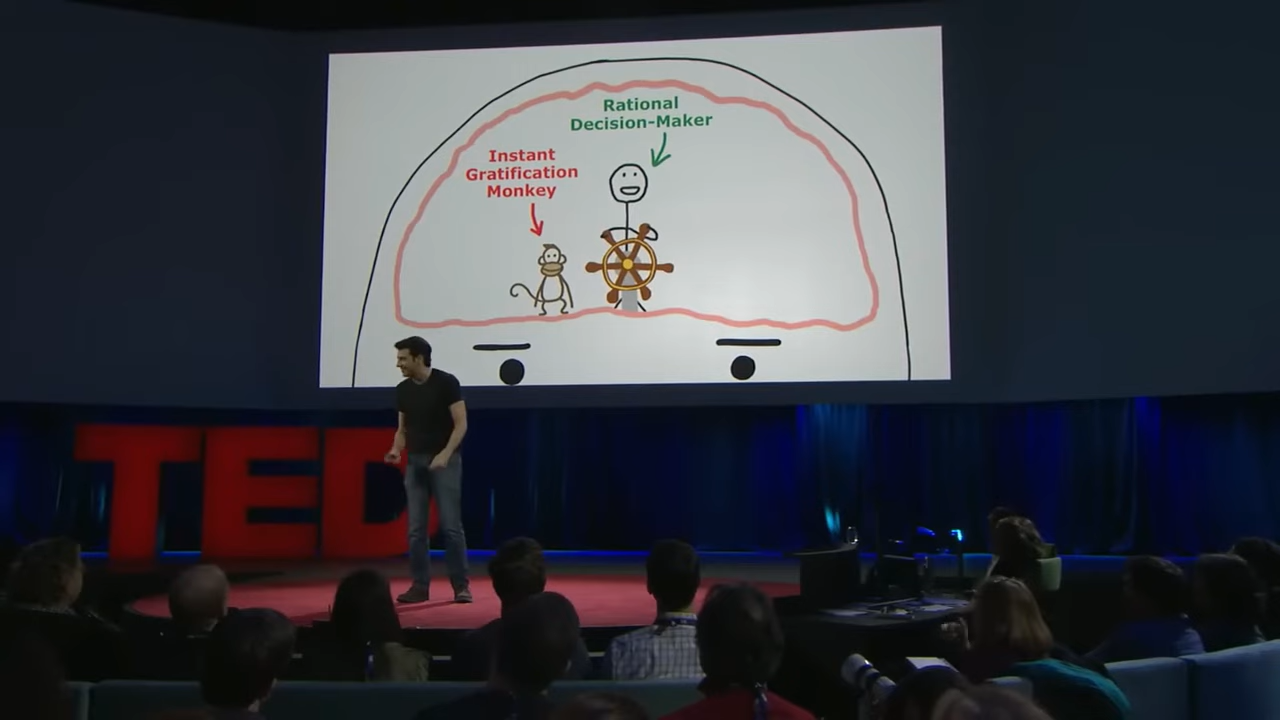 Rational
Decision-Maker
Instant
Gratification
Monkey
TED